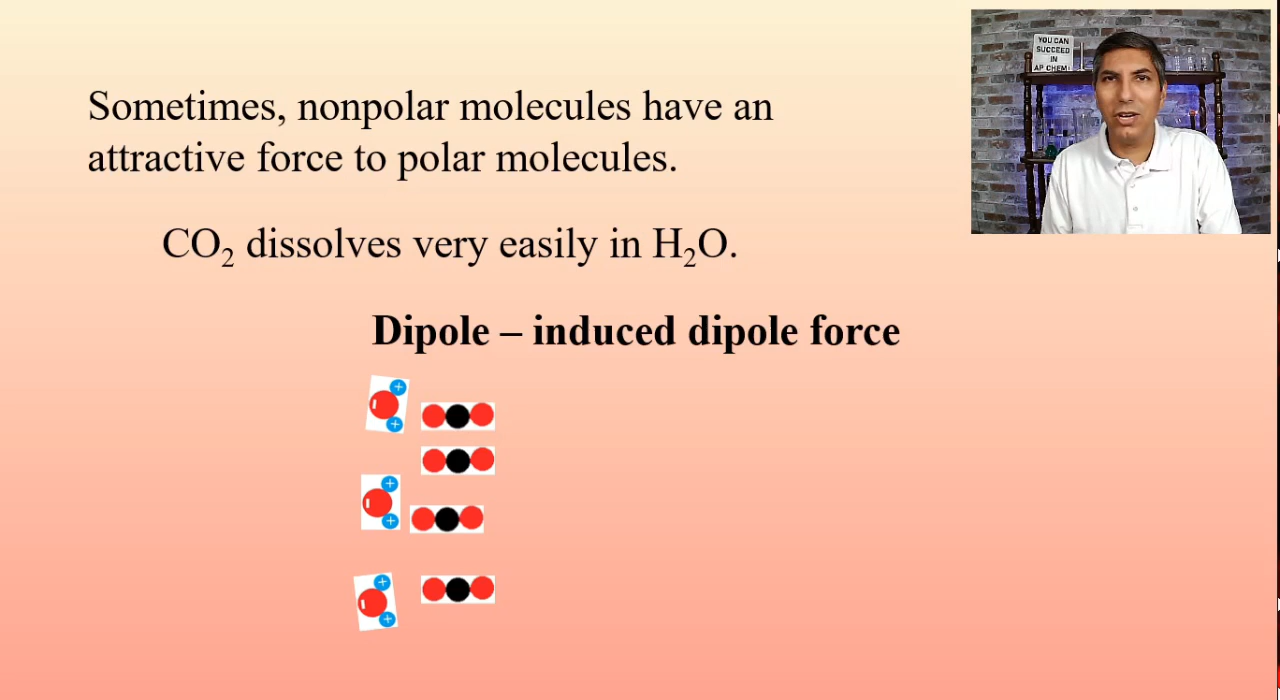 Sometimes, nonpolar molecules have an
attractive force to polar molecules.
CO₂ dissolves very easily in H₂O.
Dipole – induced dipole force
+
+
+
+
+
+
YOU CAN
SUCCEED
IN
AP CHEM!